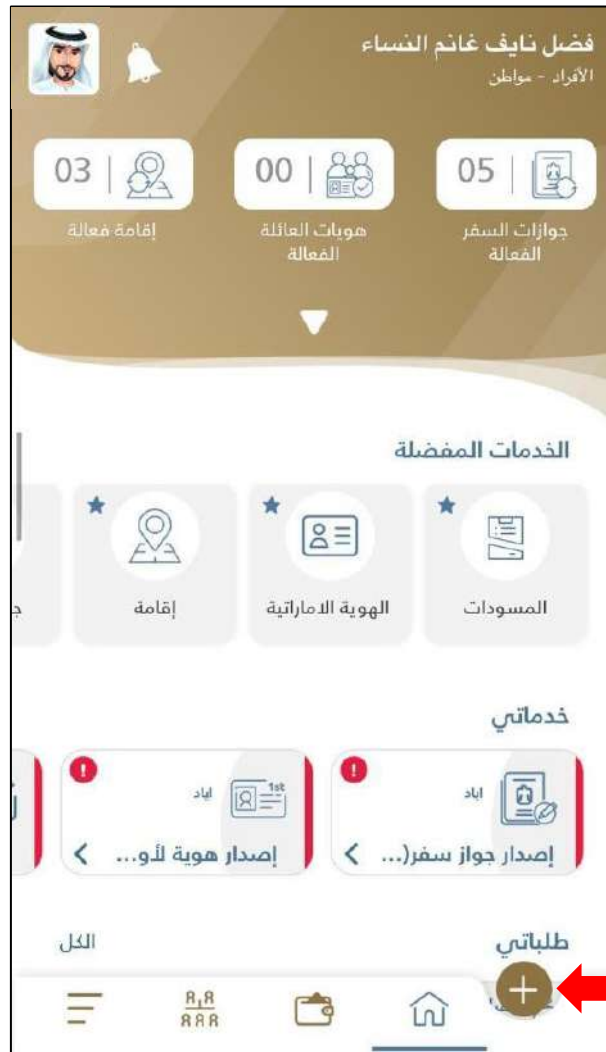 فضل نايف غانم النساء
الأفراد - مواطن
05
00
03
جوازات السفر
الفعالة
هويات العائلة
الفعالة
إقامة فعالة
الخدمات المفضلة
المسودات
الهوية الاماراتية
إقامة
خدماتي
اياد
إصدار جواز سفر(...
1st
اياد
إصدار هوية لأو...
طلباتي
الكل